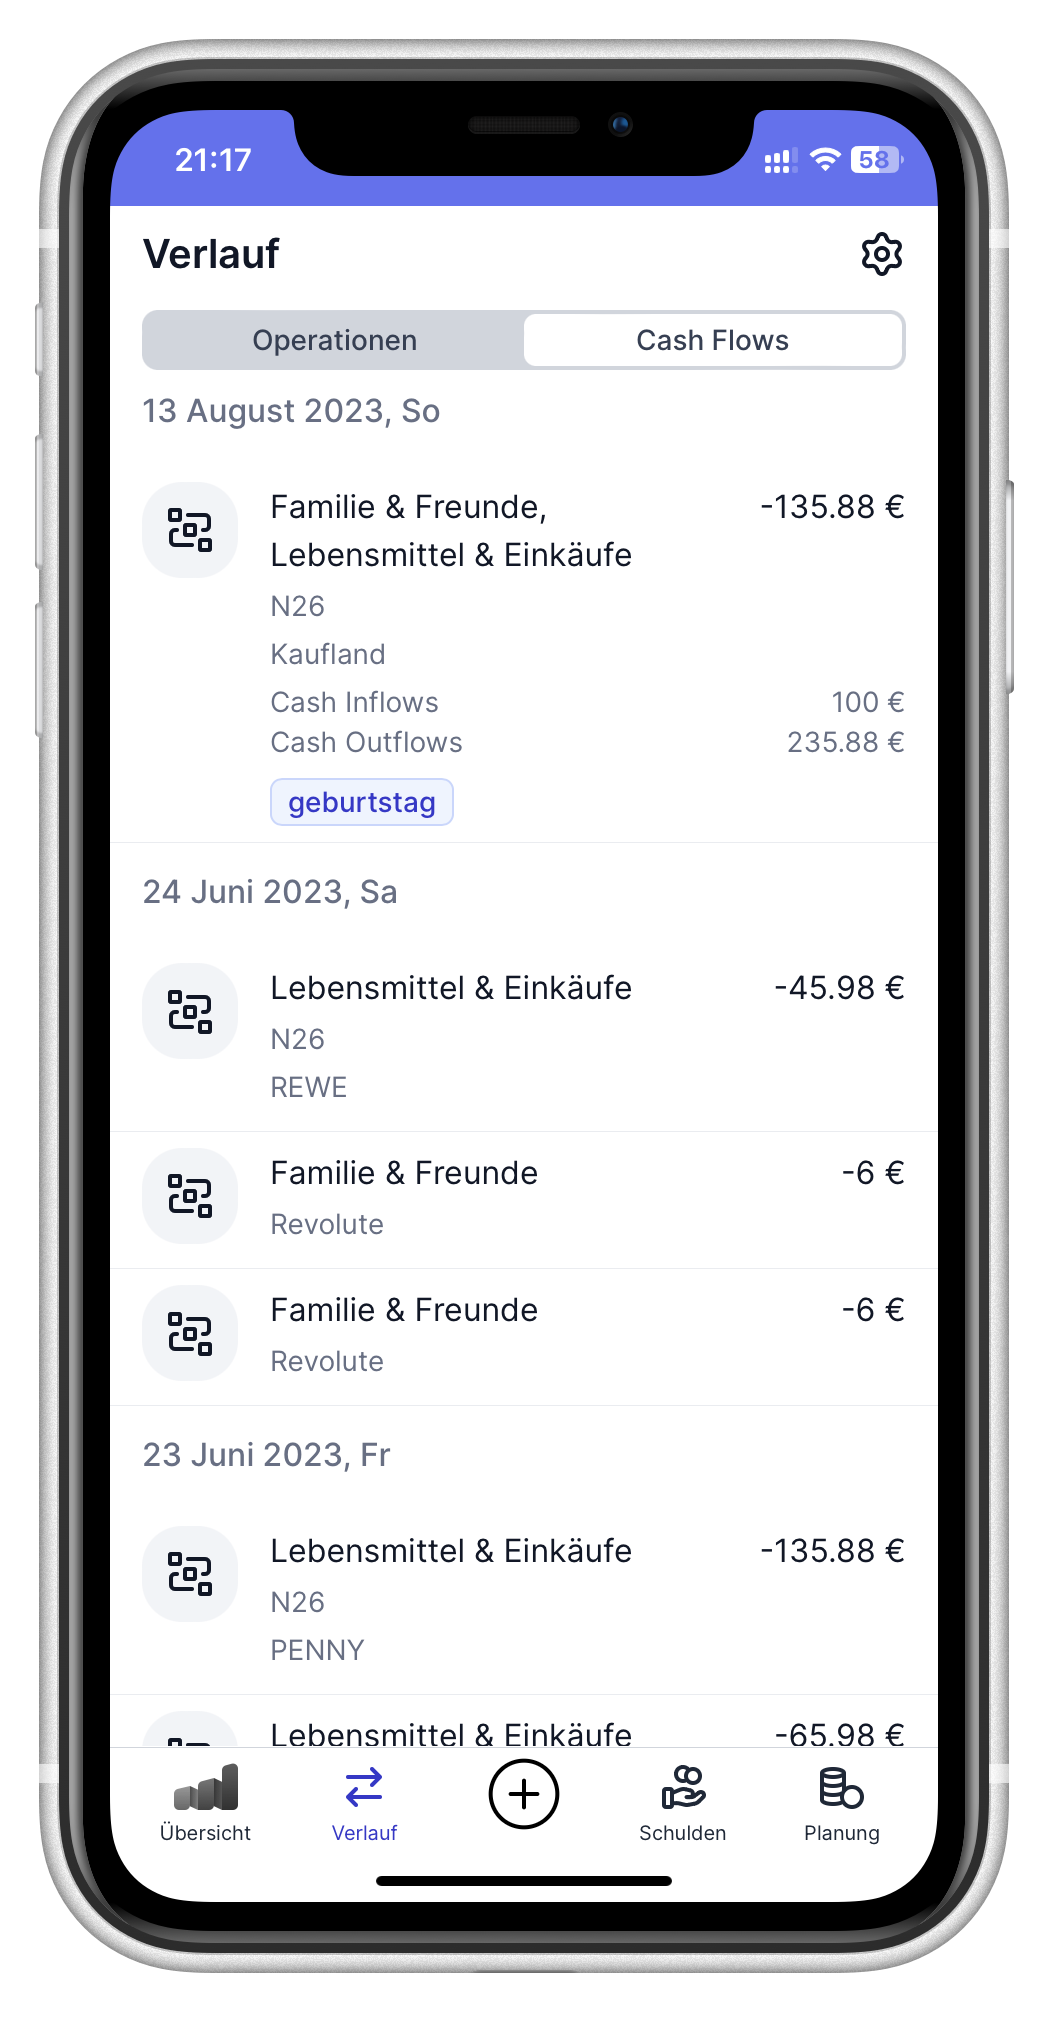 21:17
58
Verlauf
Operationen
Cash Flows
13 August 2023, So
Familie & Freunde, -135.88 €
Lebensmittel & Einkäufe
N26
Kaufland
Cash Inflows 100 €
Cash Outflows 235.88 €
geburtstag
24 Juni 2023, Sa
Lebensmittel & Einkäufe -45.98 €
N26
REWE
Familie & Freunde -6 €
Revolute
Familie & Freunde -6 €
Revolute
23 Juni 2023, Fr
Lebensmittel & Einkäufe -135.88 €
N26
PENNY
Lebensmittel & Einkäufe -65.98 €
Übersicht
Verlauf
Schulden
Planung